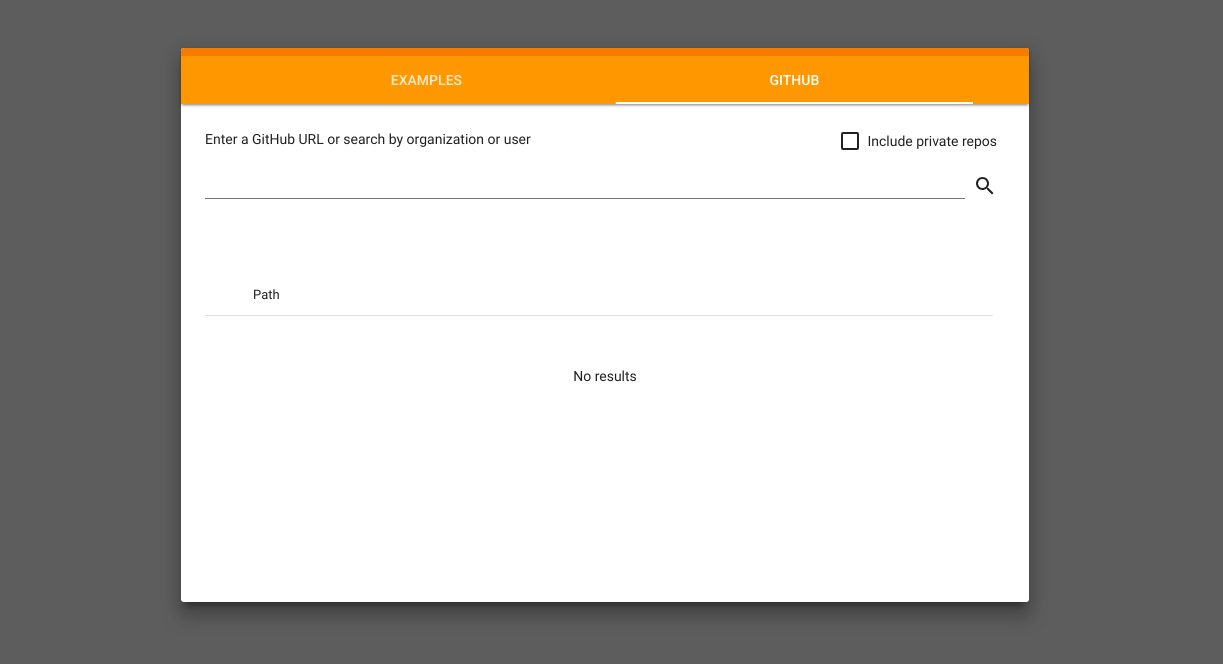 EXAMPLES
GITHUB
Enter a GitHub URL or search by organization or user
Include private repos
Path
No results